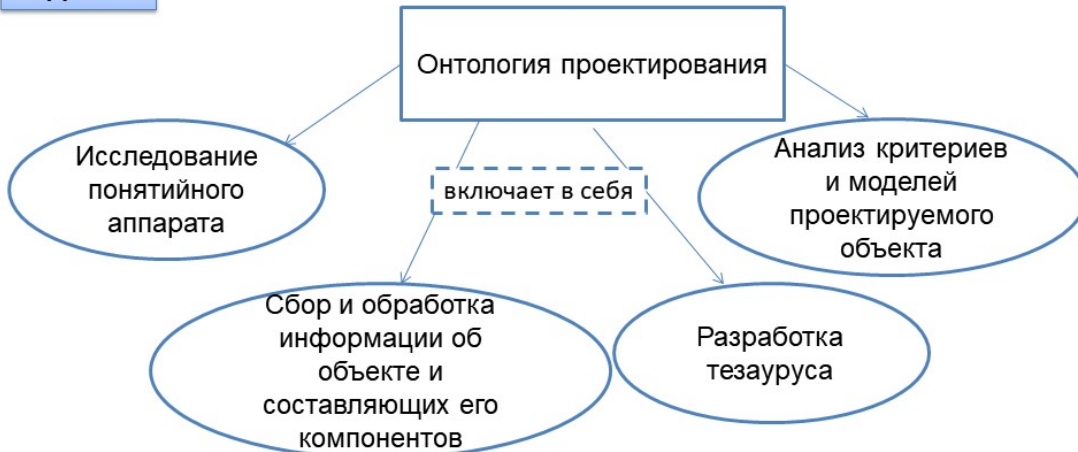 Онтология проектирования
Исследование
понятийного
аппарата
включает в себя
Анализ критериев
и моделей
проектируемого
объекта
Сбор и обработка
информации об
объекте и
составляющих его
компонентов
Разработка
тезауруса